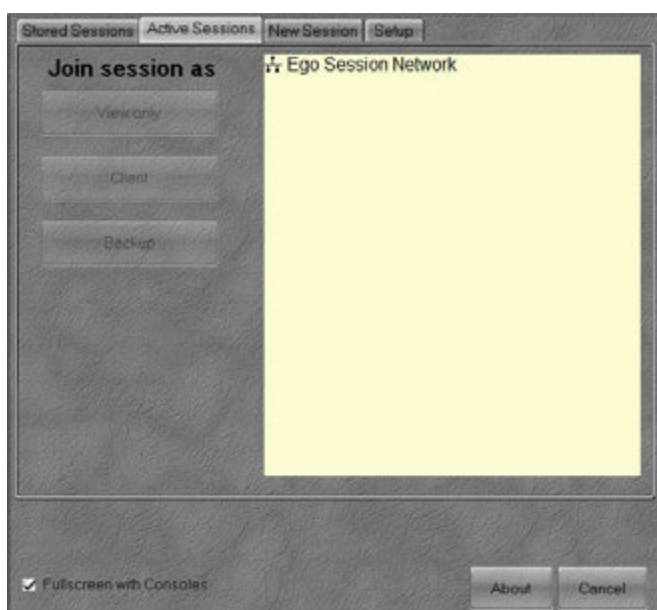 Stored Sessions Active Sessions New Session Setup
Join session as
Ego Session Network
View only
Client
Backup
Fullscreen with Consoles
About Cancel